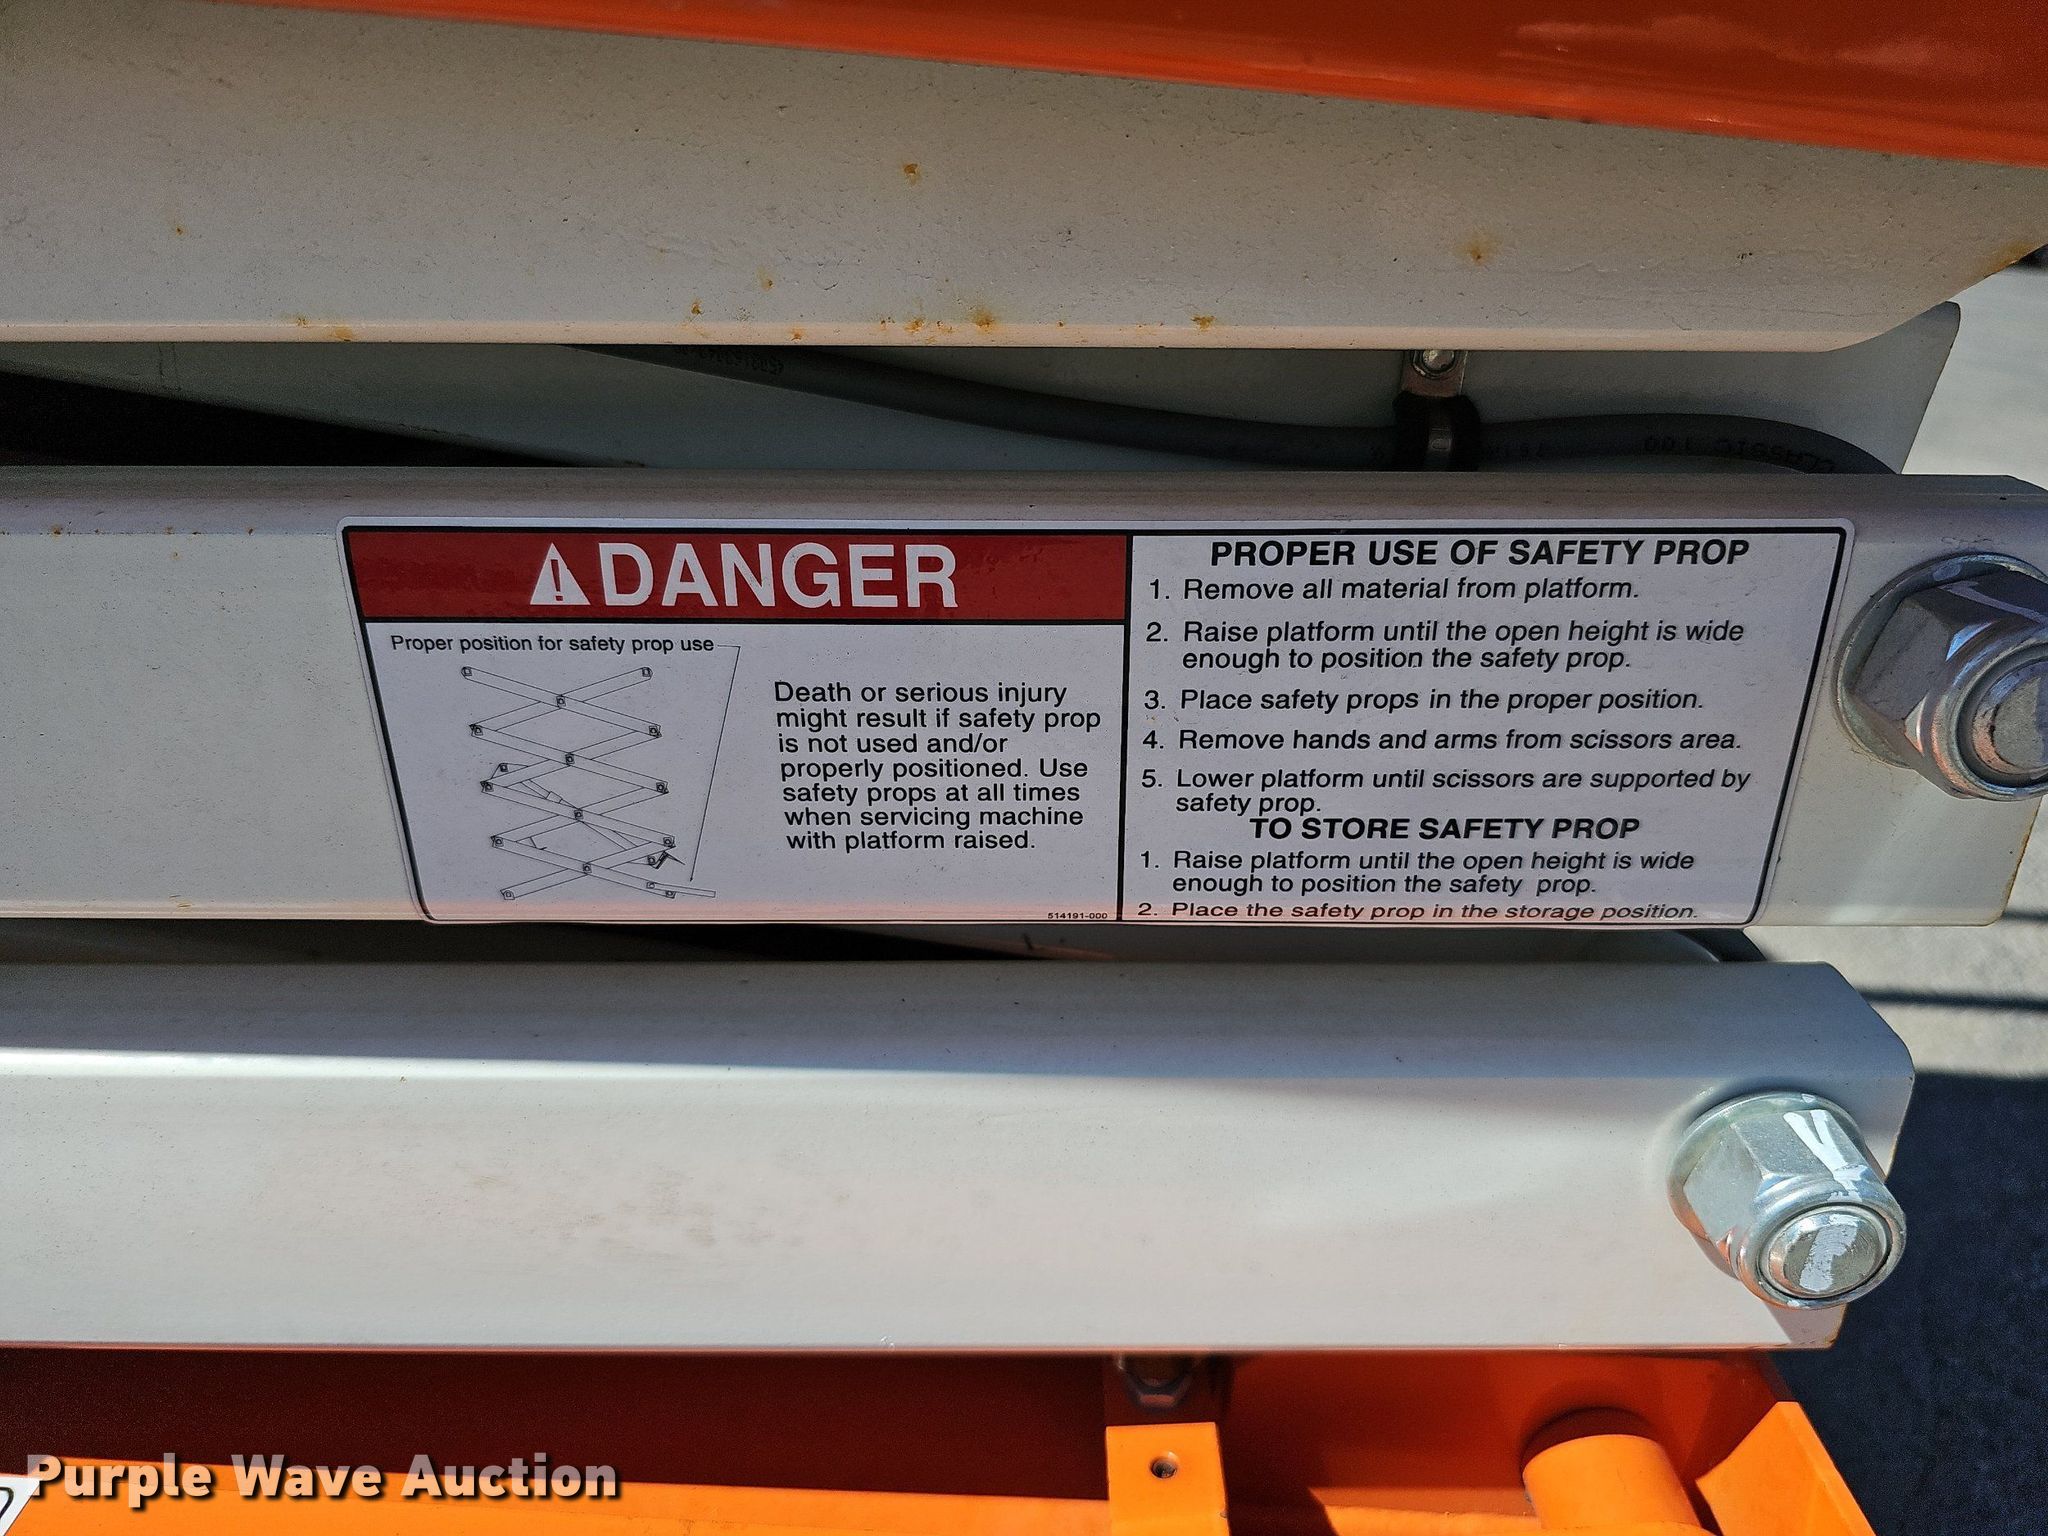 CLASSIC 100
DANGER
Proper position for safety prop use
Death or serious injury
might result if safety prop
is not used and/or
properly positioned. Use
safety props at all times
when servicing machine
with platform raised.
514191-000
PROPER USE OF SAFETY PROP
1. Remove all material from platform.
2. Raise platform until the open height is wide
enough to position the safety prop.
3. Place safety props in the proper position.
4. Remove hands and arms from scissors area.
5. Lower platform until scissors are supported by
safety prop.
TO STORE SAFETY PROP
1. Raise platform until the open height is wide
enough to position the safety prop.
2. Place the safety prop in the storage position.
Purple Wave Auction